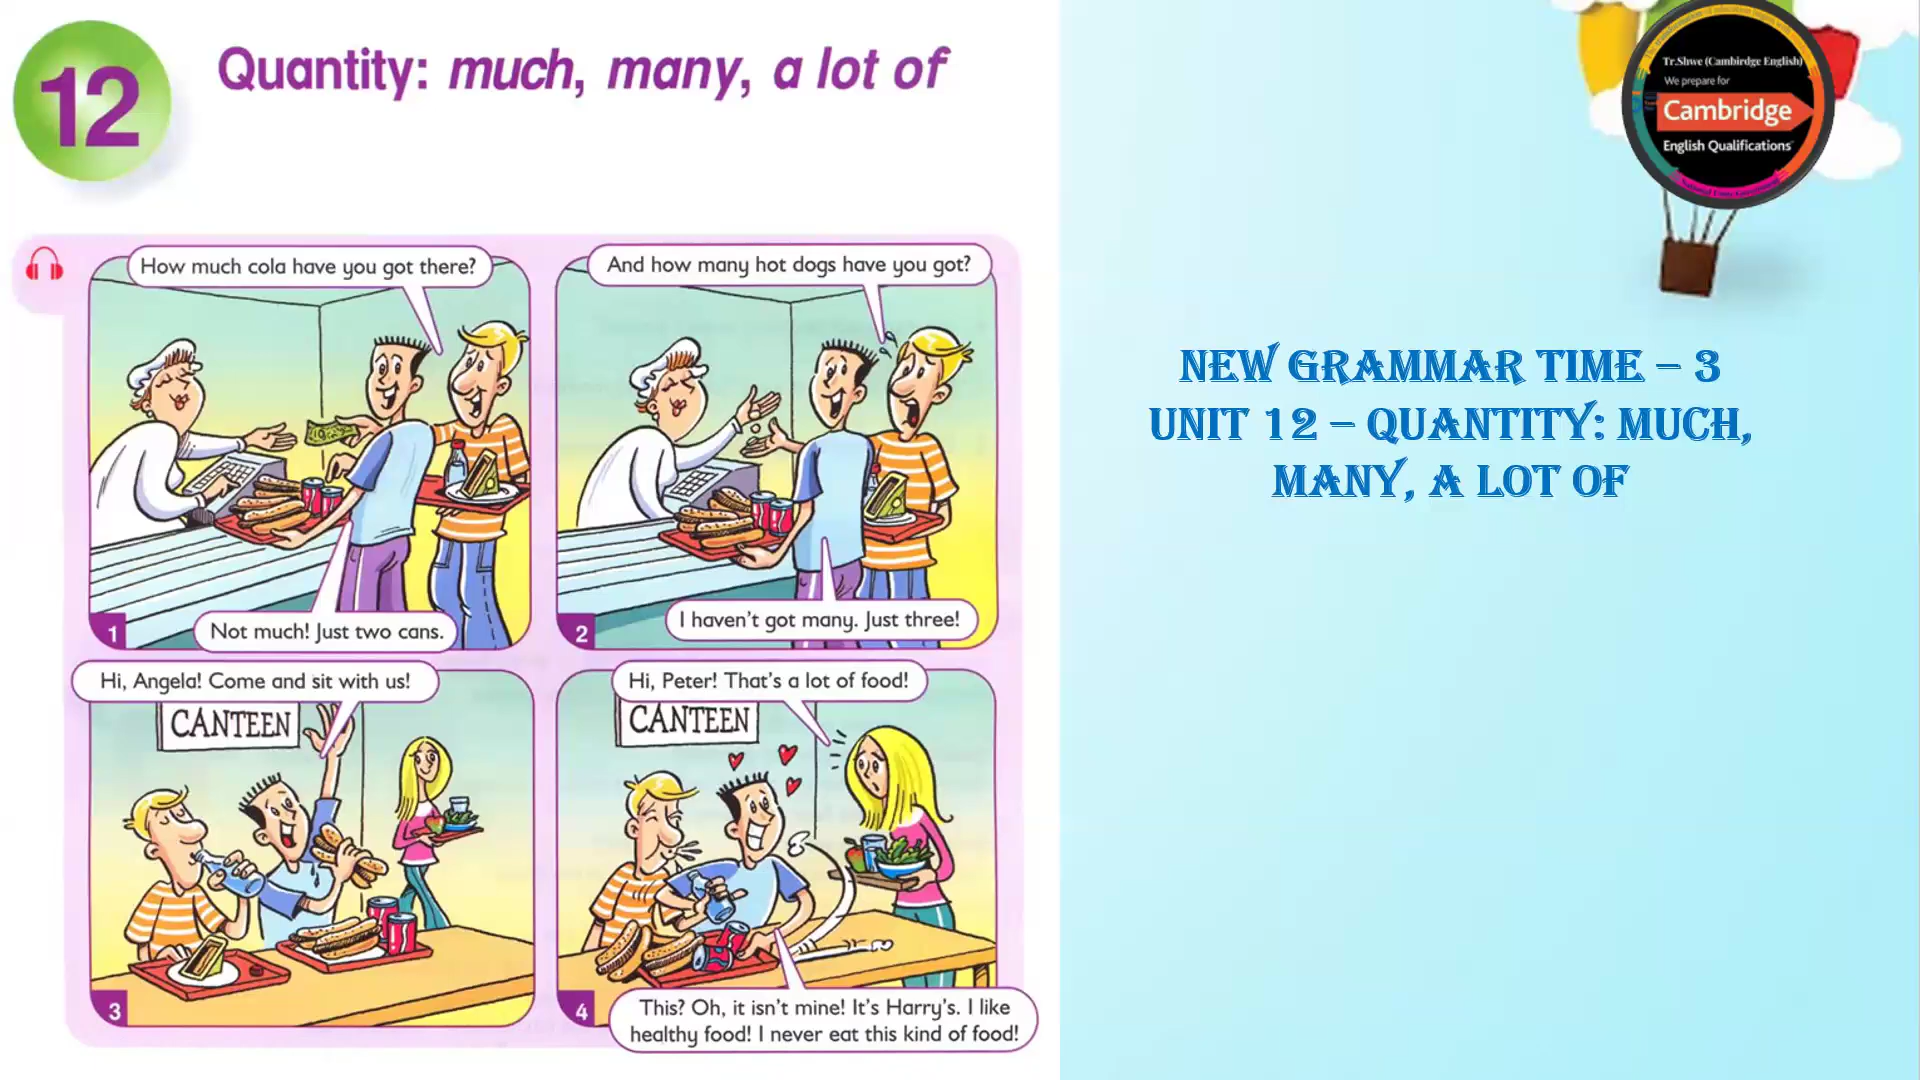 12
Quantity: much, many, a lot of
How much cola have you got there?
Not much! Just two cans.
1
And how many hot dogs have you got?
I haven't got many. Just three!
2
Hi, Angela! Come and sit with us!
CANTEEN
3
Hi, Peter! That's a lot of food!
CANTEEN
This? Oh, it isn't mine! It's Harry's. I like
healthy food! I never eat this kind of food!
4
Tr.Shwe (Cambiridge English)
We prepare for
Cambridge
English Qualifications
NEW GRAMMAR TIME – 3
UNIT 12 – QUANTITY: MUCH,
MANY, A LOT OF